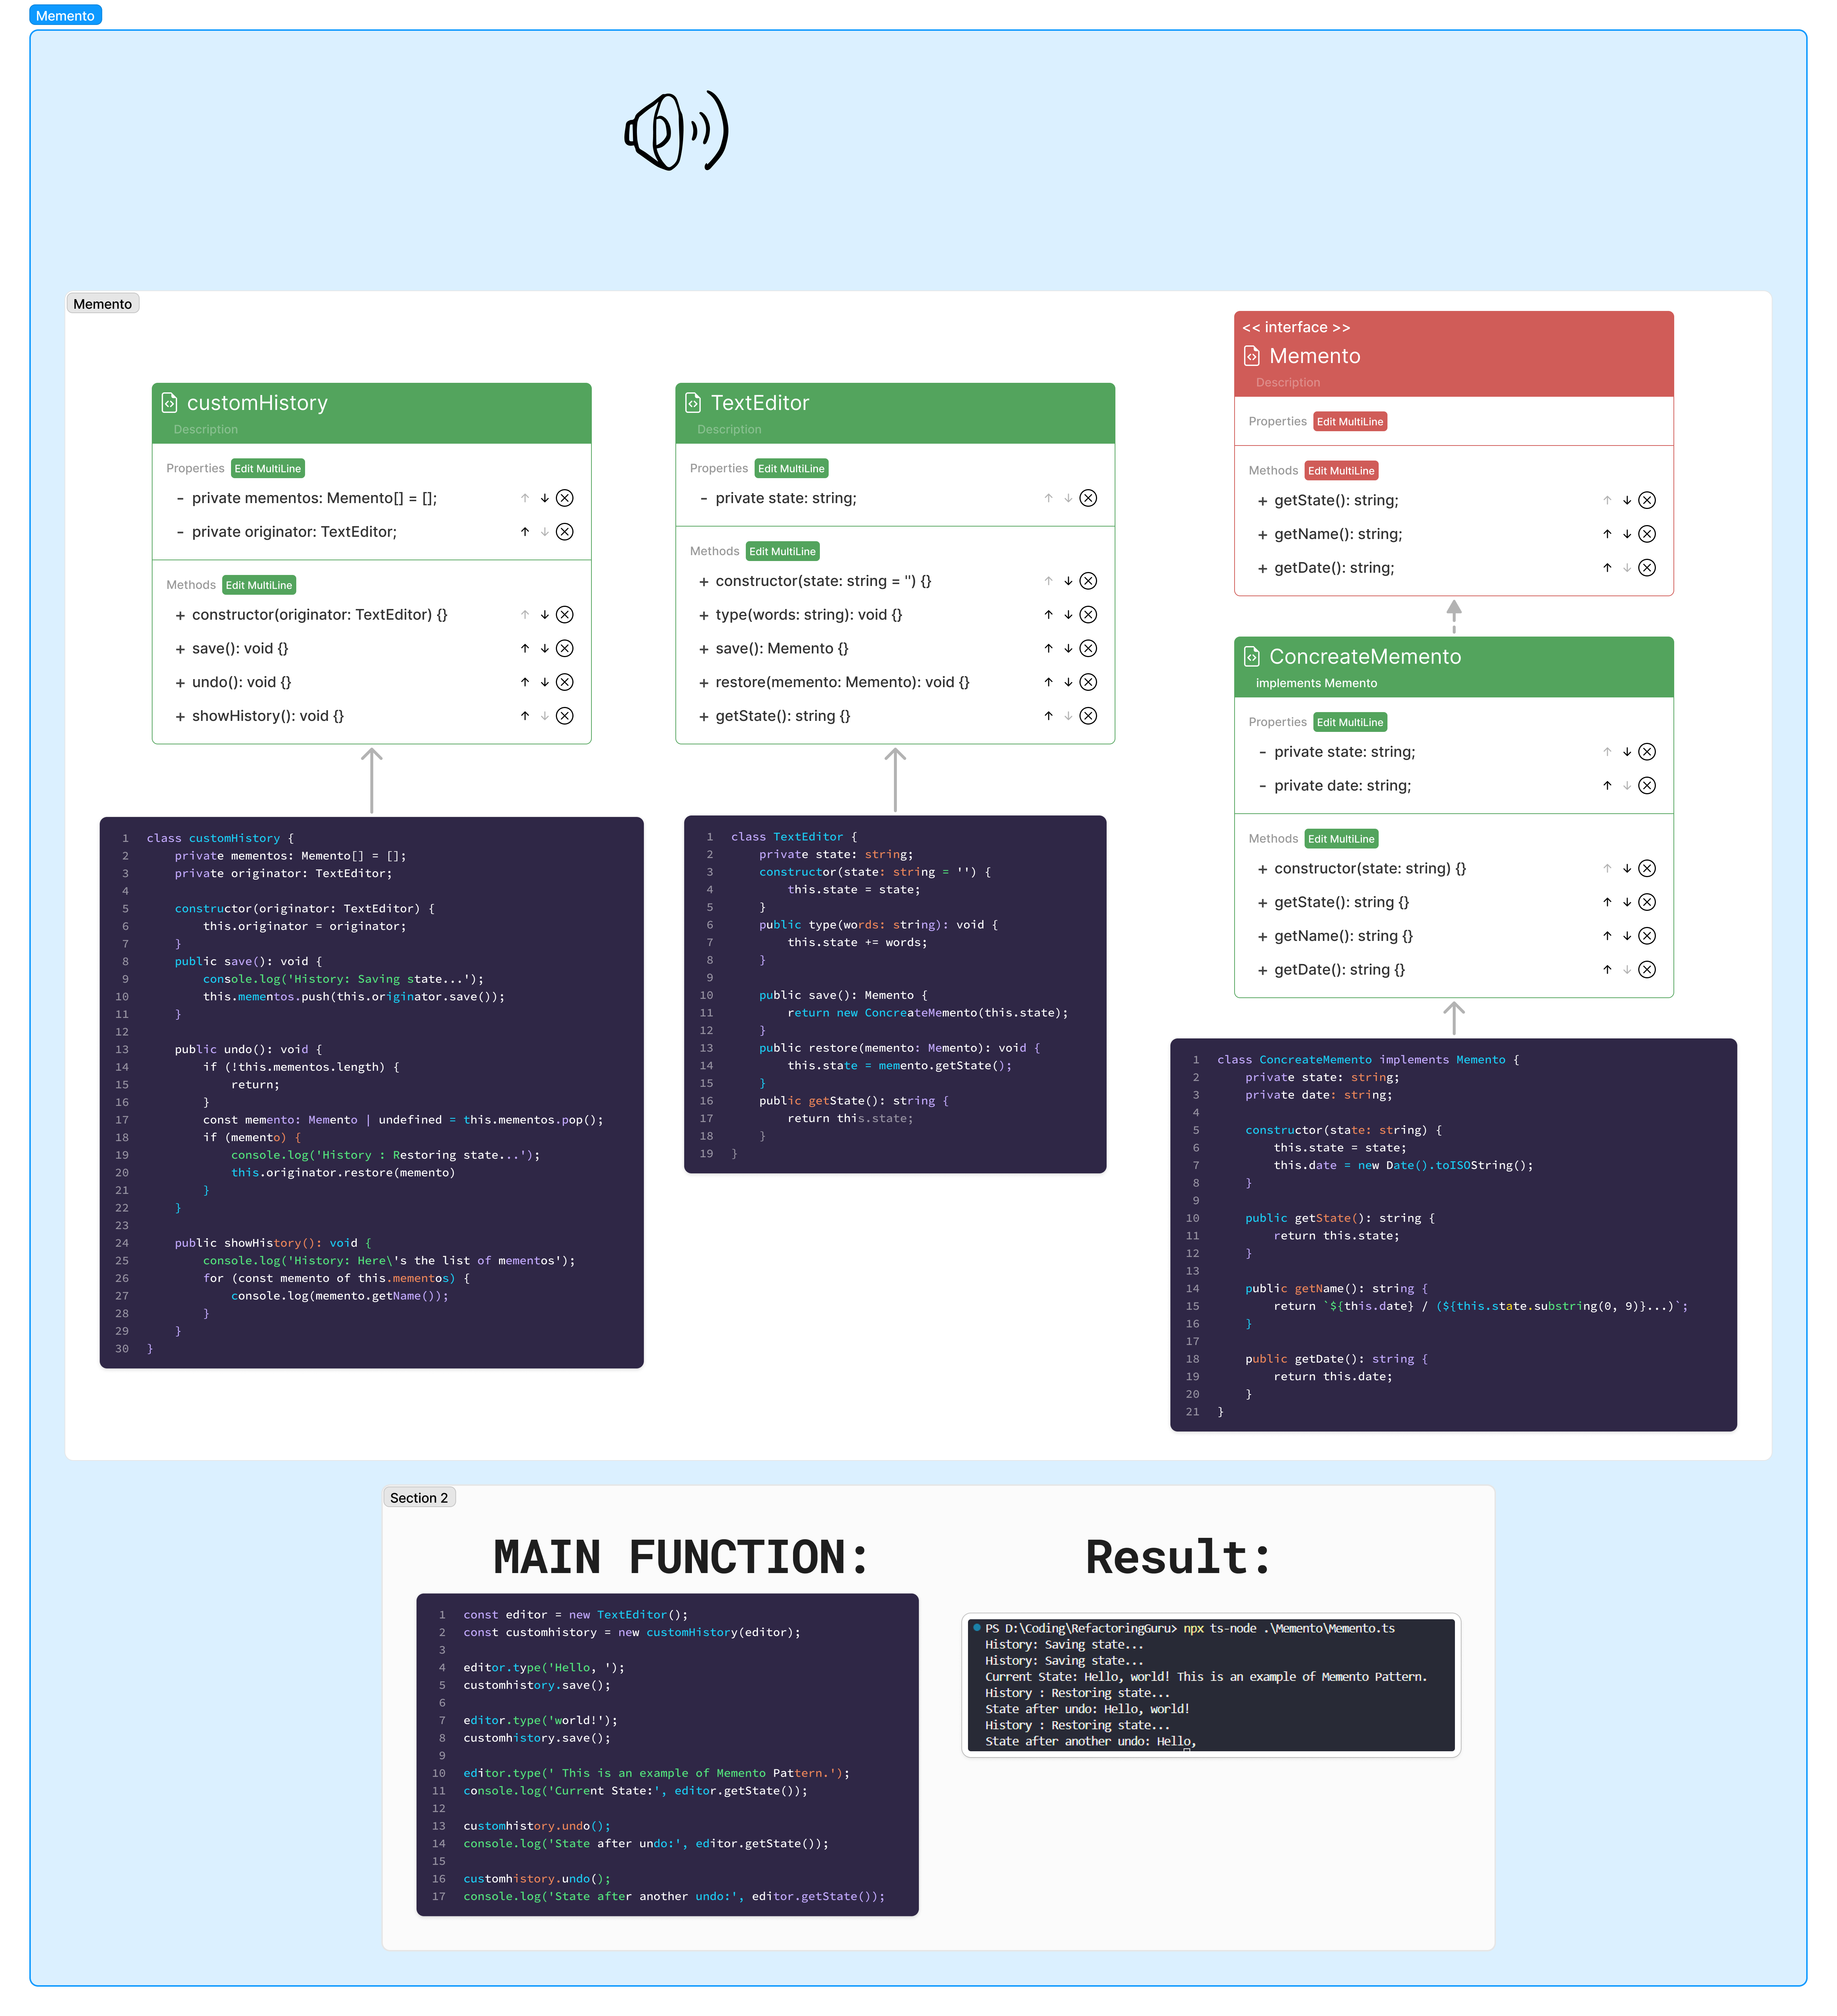 Memento
Memento
customHistory
Description
Properties Edit MultiLine
- private mementos: Memento[] = [];
- private originator: TextEditor;
Methods Edit MultiLine
+ constructor(originator: TextEditor) {}
+ save(): void {}
+ undo(): void {}
+ showHistory(): void {}
TextEditor
Description
Properties Edit MultiLine
- private state: string;
Methods Edit MultiLine
+ constructor(state: string = '') {}
+ type(words: string): void {}
+ save(): Memento {}
+ restore(memento: Memento): void {}
+ getState(): string {}
<< interface >>
Memento
Description
Properties Edit MultiLine
Methods Edit MultiLine
+ getState(): string;
+ getName(): string;
+ getDate(): string;
ConcreateMemento
implements Memento
Properties Edit MultiLine
- private state: string;
- private date: string;
Methods Edit MultiLine
+ constructor(state: string) {}
+ getState(): string {}
+ getName(): string {}
+ getDate(): string {}
1 class customHistory {
2 private mementos: Memento[] = [];
3 private originator: TextEditor;
4
5 constructor(originator: TextEditor) {
6 this.originator = originator;
7 }
8 public save(): void {
9 console.log('History: Saving state...');
10 this.mementos.push(this.originator.save());
11 }
12
13 public undo(): void {
14 if (!this.mementos.length) {
15 return;
16 }
17 const memento: Memento | undefined = this.mementos.pop();
18 if (memento) {
19 console.log('History : Restoring state...');
20 this.originator.restore(memento)
21 }
22 }
23
24 public showHistory(): void {
25 console.log('History: Here\'s the list of mementos');
26 for (const memento of this.mementos) {
27 console.log(memento.getName());
28 }
29 }
30 }
1 class TextEditor {
2 private state: string;
3 constructor(state: string = '') {
4 this.state = state;
5 }
6 public type(words: string): void {
7 this.state += words;
8 }
9
10 public save(): Memento {
11 return new ConcreateMemento(this.state);
12 }
13 public restore(memento: Memento): void {
14 this.state = memento.getState();
15 }
16 public getState(): string {
17 return this.state;
18 }
19 }
1 class ConcreateMemento implements Memento {
2 private state: string;
3 private date: string;
4
5 constructor(state: string) {
6 this.state = state;
7 this.date = new Date().toISOString();
8 }
9
10 public getState(): string {
11 return this.state;
12 }
13
14 public getName(): string {
15 return `${this.date} / (${this.state.substring(0, 9)}...)`;
16 }
17
18 public getDate(): string {
19 return this.date;
20 }
21 }
Section 2
MAIN FUNCTION:
1 const editor = new TextEditor();
2 const customhistory = new customHistory(editor);
3
4 editor.type('Hello, ');
5 customhistory.save();
6
7 editor.type('world!');
8 customhistory.save();
9
10 editor.type(' This is an example of Memento Pattern.');
11 console.log('Current State:', editor.getState());
12
13 customhistory.undo();
14 console.log('State after undo:', editor.getState());
15
16 customhistory.undo();
17 console.log('State after another undo:', editor.getState());
Result:
PS D:\Coding\RefactoringGuru> npx ts-node .\Memento\Memento.ts
History: Saving state...
History: Saving state...
Current State: Hello, world! This is an example of Memento Pattern.
History : Restoring state...
State after undo: Hello, world!
History : Restoring state...
State after another undo: Hello,